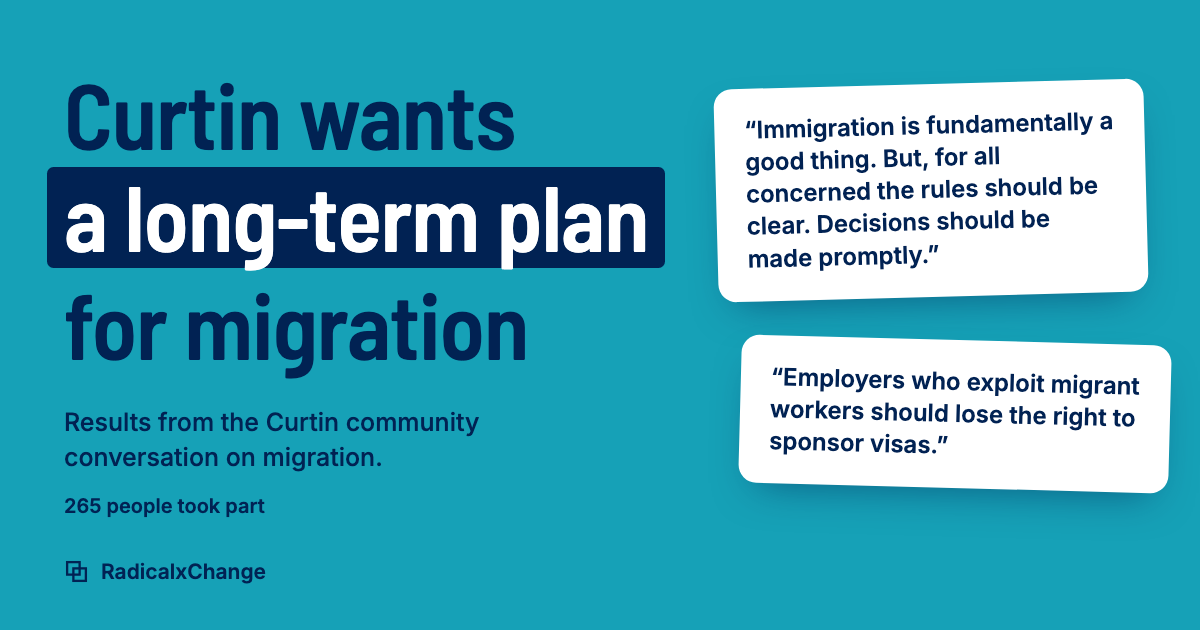 Curtin wants
a long-term plan
for migration
Results from the Curtin community
conversation on migration.
265 people took part
RadicalxChange
“Immigration is fundamentally a
good thing. But, for all
concerned the rules should be
clear. Decisions should be
made promptly.”
“Employers who exploit migrant
workers should lose the right to
sponsor visas.”